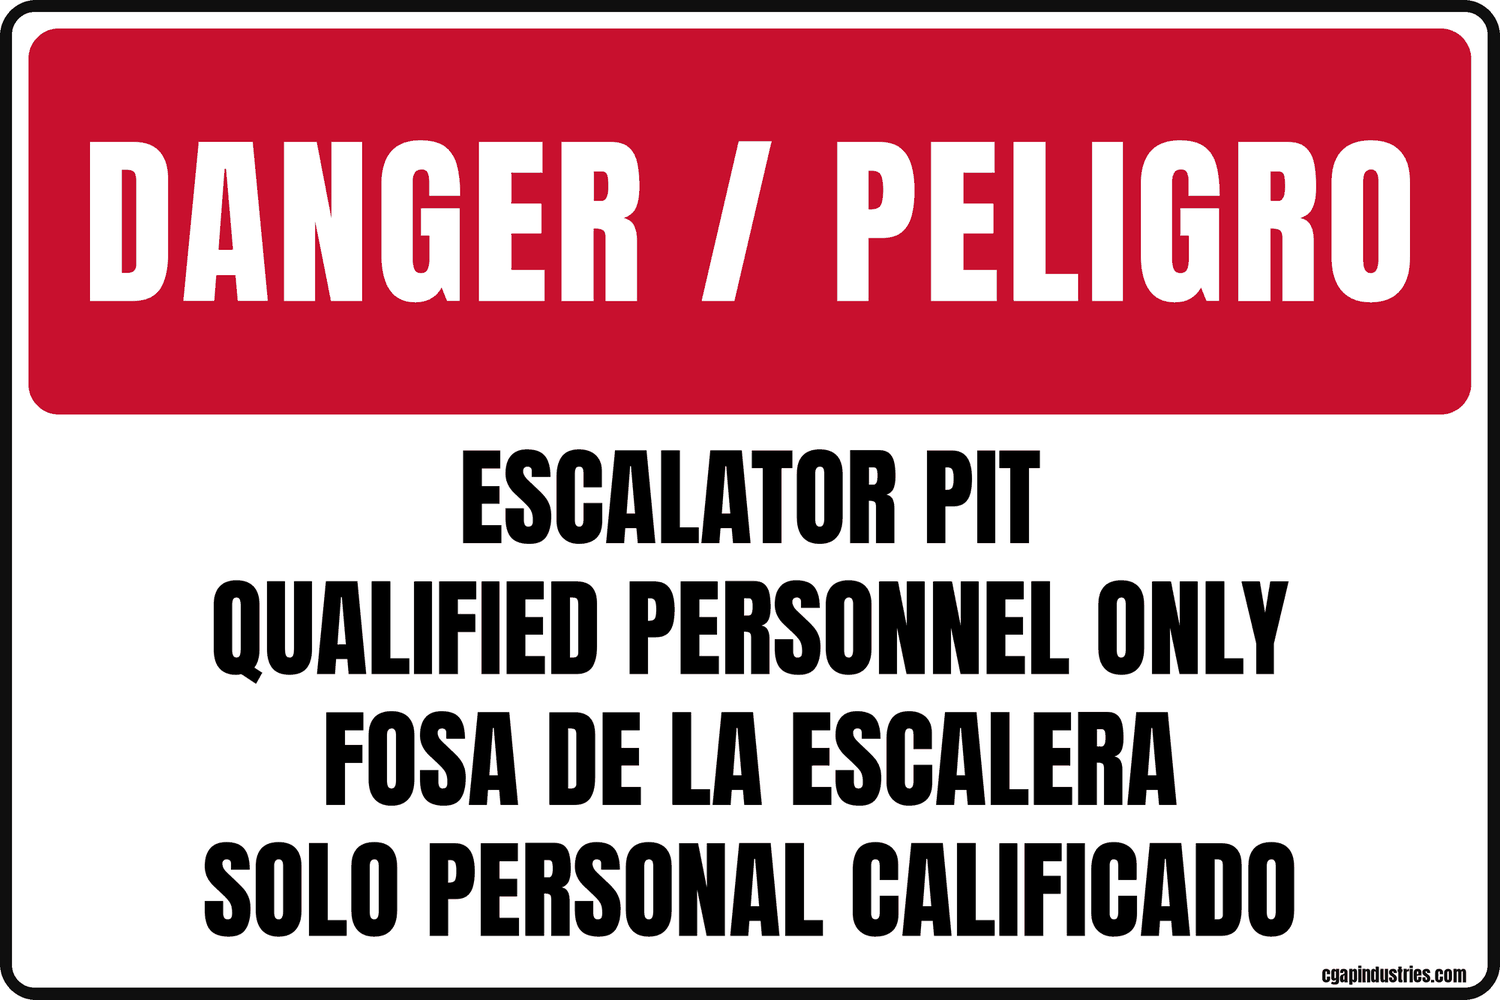 DANGER / PELIGRO
ESCALATOR PIT
QUALIFIED PERSONNEL ONLY
FOSA DE LA ESCALERA
SOLO PERSONAL CALIFICADO
cgapindustries.com